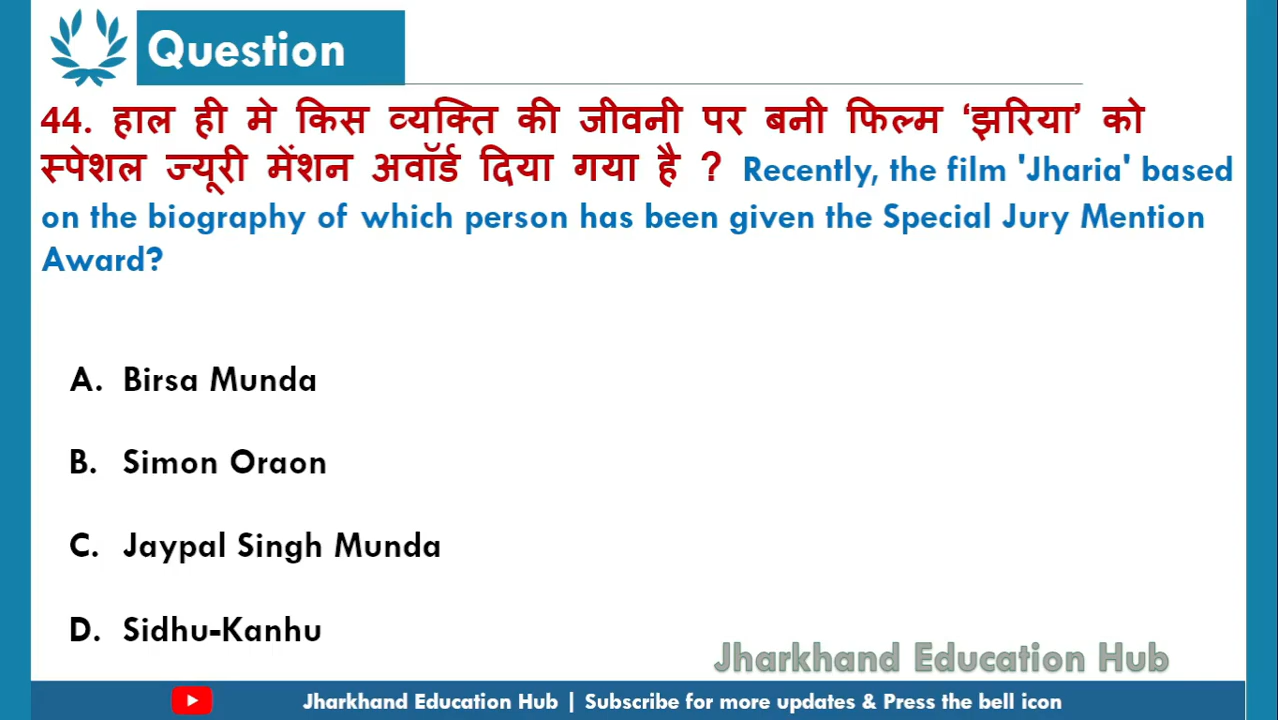 Question
44. हाल ही मे किस व्यक्ति की जीवनी पर बनी फिल्म ‘झरिया’ को
स्पेशल ज्यूरी मेंशन अवॉर्ड दिया गया है ? Recently, the film 'Jharia' based
on the biography of which person has been given the Special Jury Mention
Award?
A. Birsa Munda
B. Simon Oraon
C. Jaypal Singh Munda
D. Sidhu-Kanhu
Jharkhand Education Hub
Jharkhand Education Hub | Subscribe for more updates & Press the bell icon